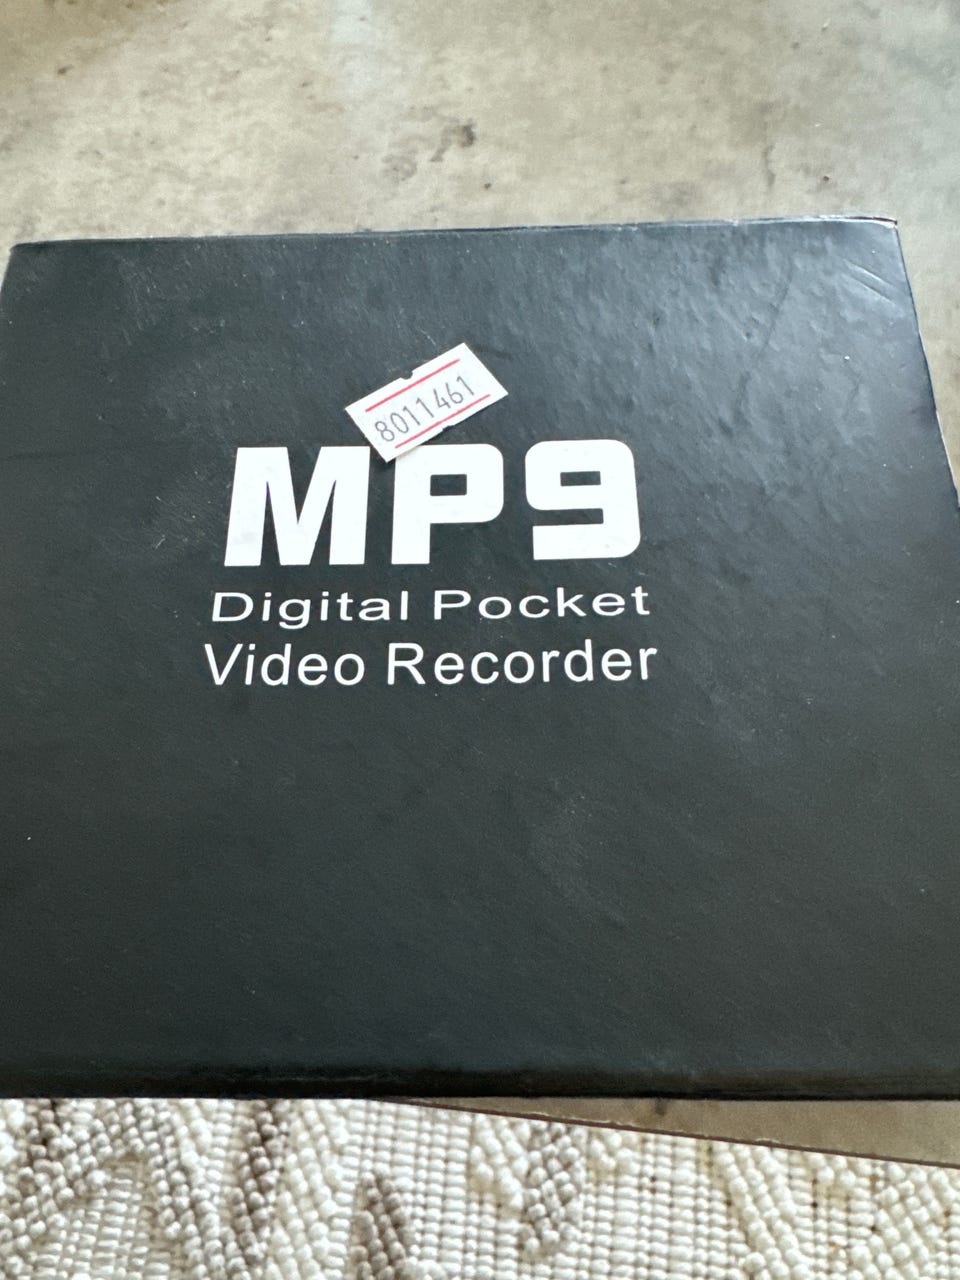 8011461
MP9
Digital Pocket
Video Recorder